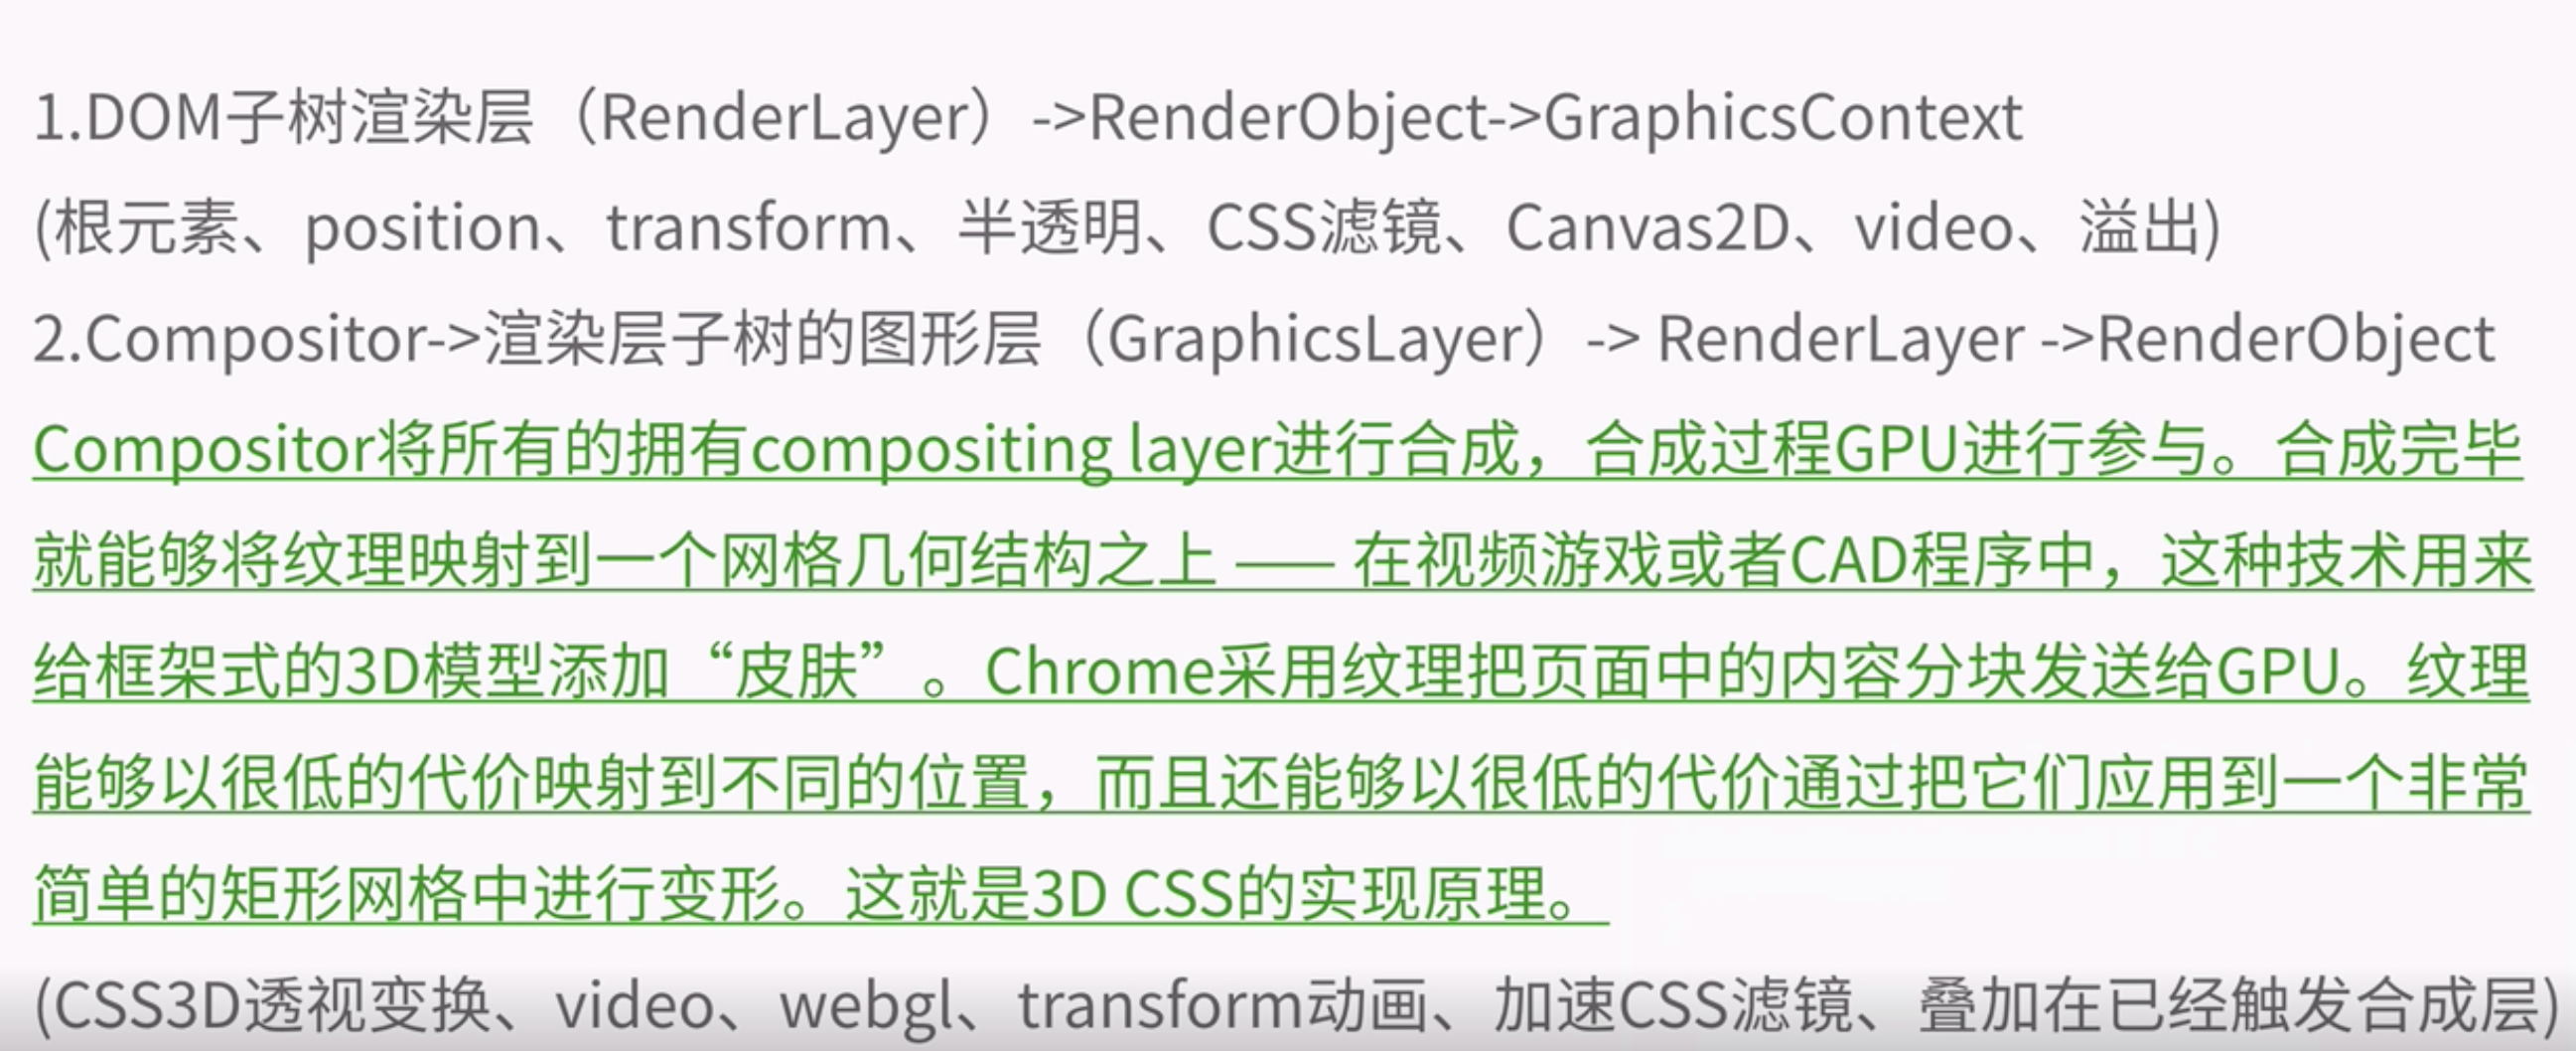 1.DOM子树渲染层（RenderLayer）->RenderObject->GraphicsContext
(根元素、position、transform、半透明、CSS滤镜、Canvas2D、video、溢出)
2.Compositor->渲染层子树的图形层（GraphicsLayer）-> RenderLayer ->RenderObject
Compositor将所有的拥有compositing layer进行合成，合成过程GPU进行参与。合成完毕
就能够将纹理映射到一个网格几何结构之上 —— 在视频游戏或者CAD程序中，这种技术用来
给框架式的3D模型添加“皮肤”。Chrome采用纹理把页面中的内容分块发送给GPU。纹理
能够以很低的代价映射到不同的位置，而且还能够以很低的代价通过把它们应用到一个非常
简单的矩形网格中进行变形。这就是3D CSS的实现原理。
(CSS3D透视变换、video、webgl、transform动画、加速CSS滤镜、叠加在已经触发合成层)